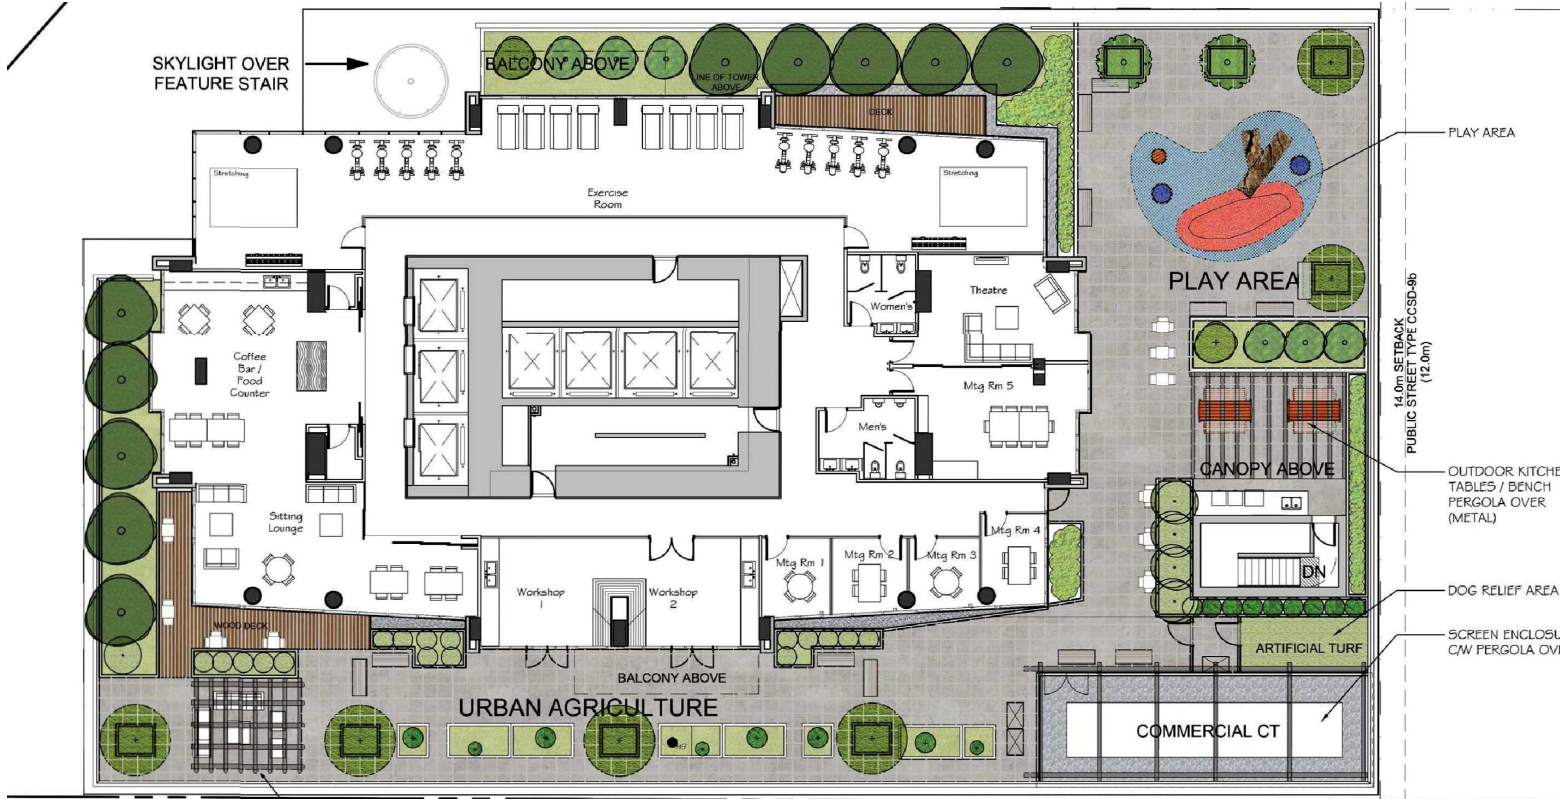 SKYLIGHT OVER
FEATURE STAIR
BALCONY ABOVE
LINE OF TOWER
ABOVE
DECK
PLAY AREA
Stretching
Exercise
Room
Stretching
PLAY AREA
Women's
Theatre
Coffee
Bar /
Food
Counter
Mtg Rm 5
Men's
14.0m SETBACK
PUBLIC STREET TYPE CCSD-9b
(12.0m)
CANOPY ABOVE
OUTDOOR KITCHE
TABLES / BENCH
PERGOLA OVER
(METAL)
Sitting
Lounge
Mtg Rm 4
Mtg Rm 1
Mtg Rm 2
Mtg Rm 3
DN
Workshop
1
Workshop
2
DOG RELIEF AREA
WOOD DECK
ARTIFICIAL TURF
SCREEN ENCLOSU
C/W PERGOLA OV
BALCONY ABOVE
URBAN AGRICULTURE
COMMERCIAL CT